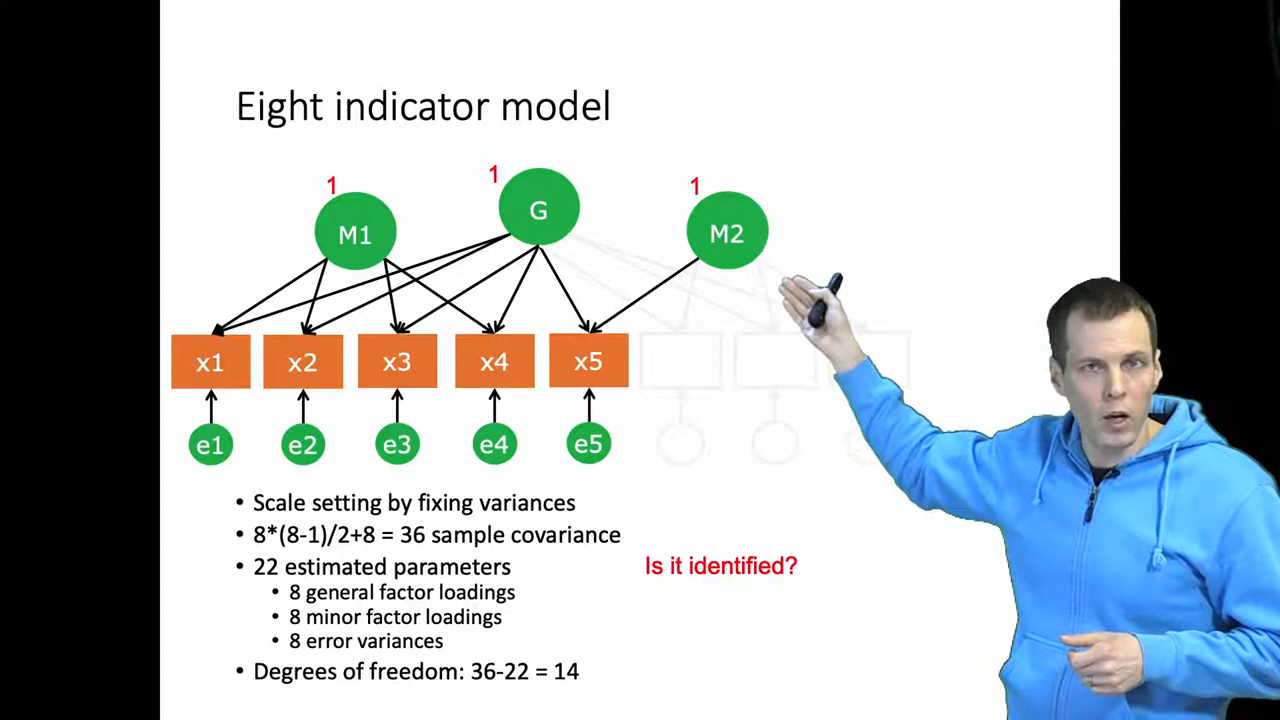 Eight indicator model
1 1 1
M1 G M2
x1 x2 x3 x4 x5
e1 e2 e3 e4 e5
• Scale setting by fixing variances
• 8*(8-1)/2+8 = 36 sample covariance
• 22 estimated parameters
Is it identified?
• 8 general factor loadings
• 8 minor factor loadings
• 8 error variances
• Degrees of freedom: 36-22 = 14